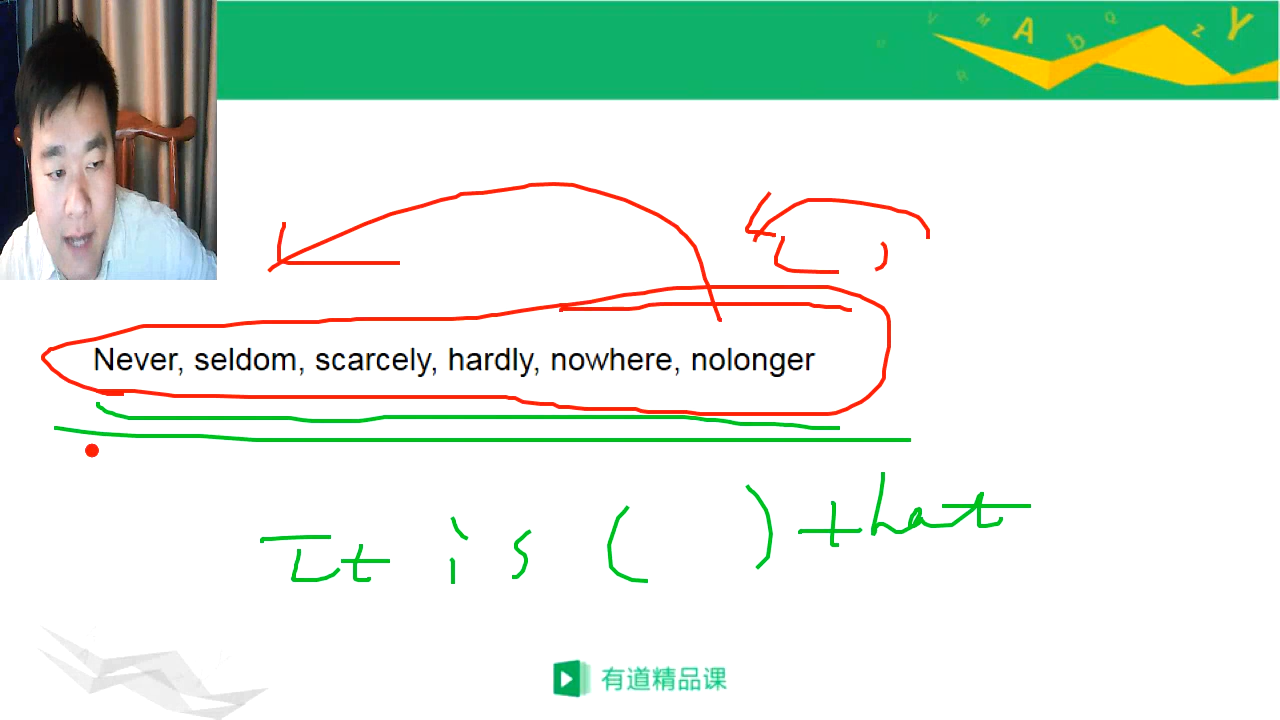 A
Y
M
b
Q
z
Y
R
Never, seldom, scarcely, hardly, nowhere, nolonger
It is ( ) that
有道精品课